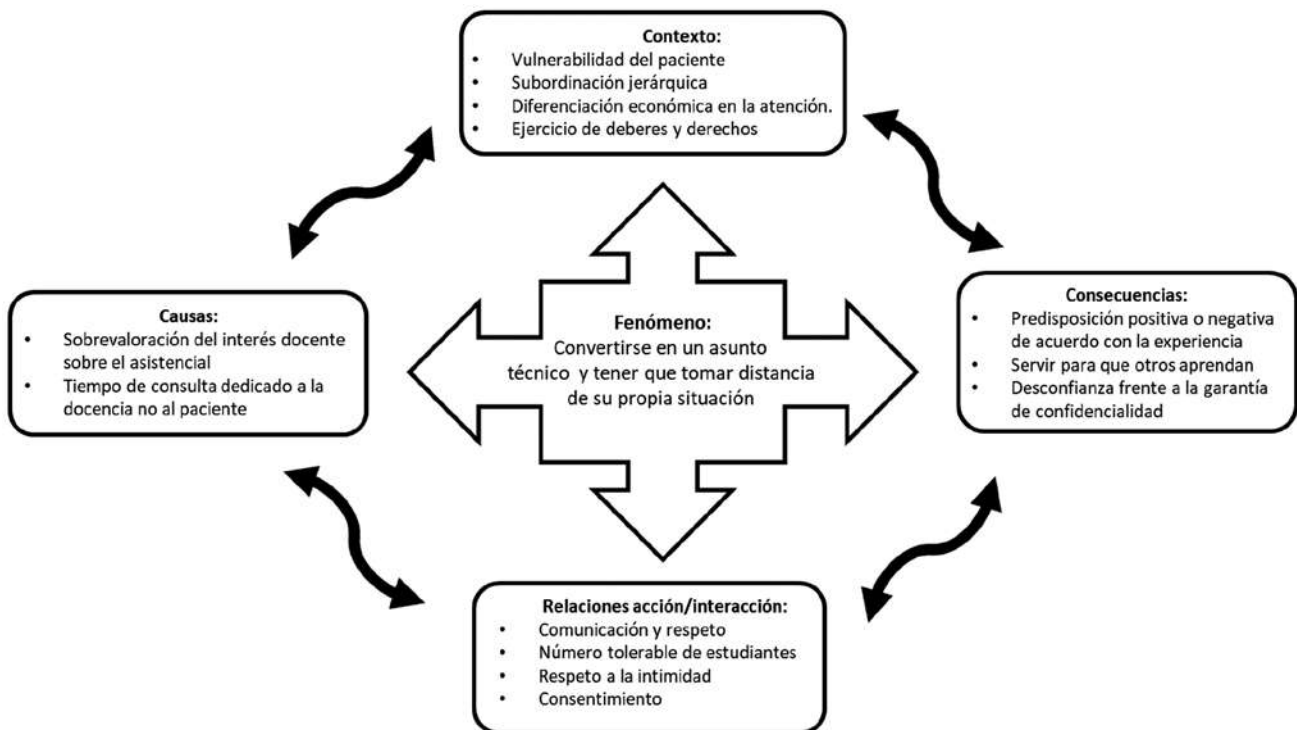 Contexto:
• Vulnerabilidad del paciente
• Subordinación jerárquica
• Diferenciación económica en la atención.
• Ejercicio de deberes y derechos
Causas:
• Sobrevaloración del interés docente
sobre el asistencial
• Tiempo de consulta dedicado a la
docencia no al paciente
Fenómeno:
Convertirse en un asunto
técnico y tener que tomar distancia
de su propia situación
Consecuencias:
• Predisposición positiva o negativa
de acuerdo con la experiencia
• Servir para que otros aprendan
• Desconfianza frente a la garantía
de confidencialidad
Relaciones acción/interacción:
• Comunicación y respeto
• Número tolerable de estudiantes
• Respeto a la intimidad
• Consentimiento